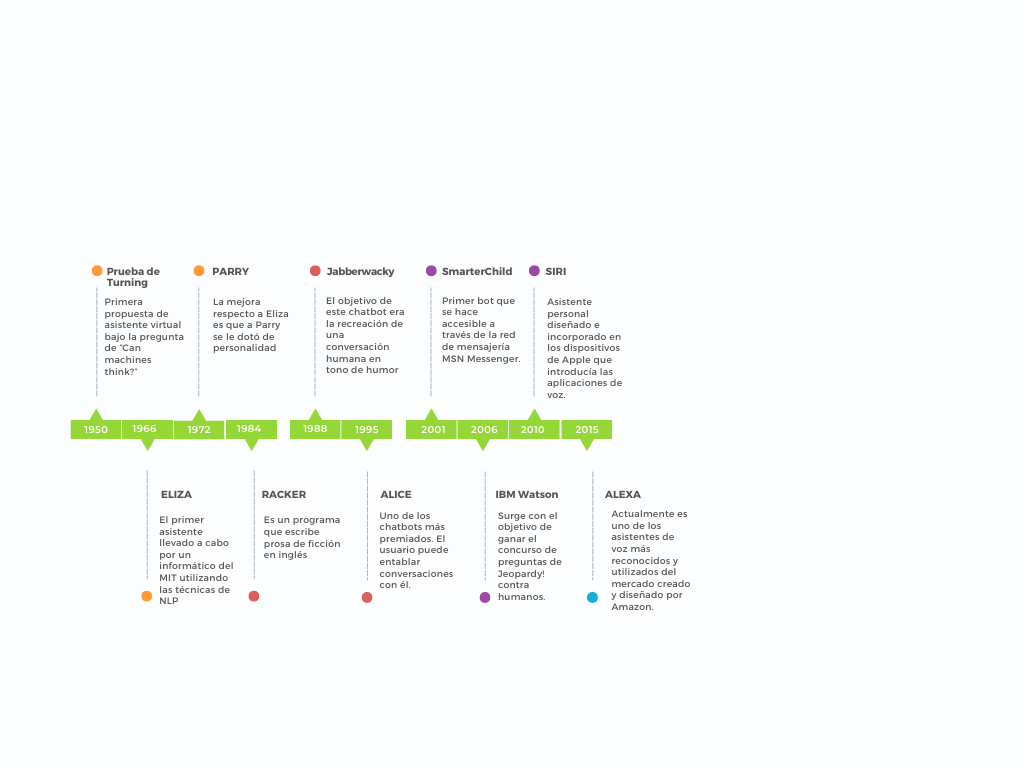 Prueba de
Turning
Primera
propuesta de
asistente virtual
bajo la pregunta
de "Can
machines
think?"
PARRY
La mejora
respecto a Eliza
es que a Parry
se le dotó de
personalidad
Jabberwacky
El objetivo de
este chatbot era
la recreación de
una
conversación
humana en
tono de humor
SmarterChild
Primer bot que
se hace
accesible a
través de la red
de mensajería
MSN Messenger.
SIRI
Asistente
personal
diseñado e
incorporado en
los dispositivos
de Apple que
introducía las
aplicaciones de
voz.
1950
1966
1972
1984
1988
1995
2001
2006
2010
2015
ELIZA
El primer
asistente
llevado a cabo
por un
informático del
MIT utilizando
las técnicas de
NLP
RACKER
Es un programa
que escribe
prosa de ficción
en inglés
ALICE
Uno de los
chatbots más
premiados. El
usuario puede
entablar
conversaciones
con él.
IBM Watson
Surge con el
objetivo de
ganar el
concurso de
preguntas de
Jeopardy!
contra
humanos.
ALEXA
Actualmente es
uno de los
asistentes de
voz más
reconocidos y
utilizados del
mercado creado
y diseñado por
Amazon.